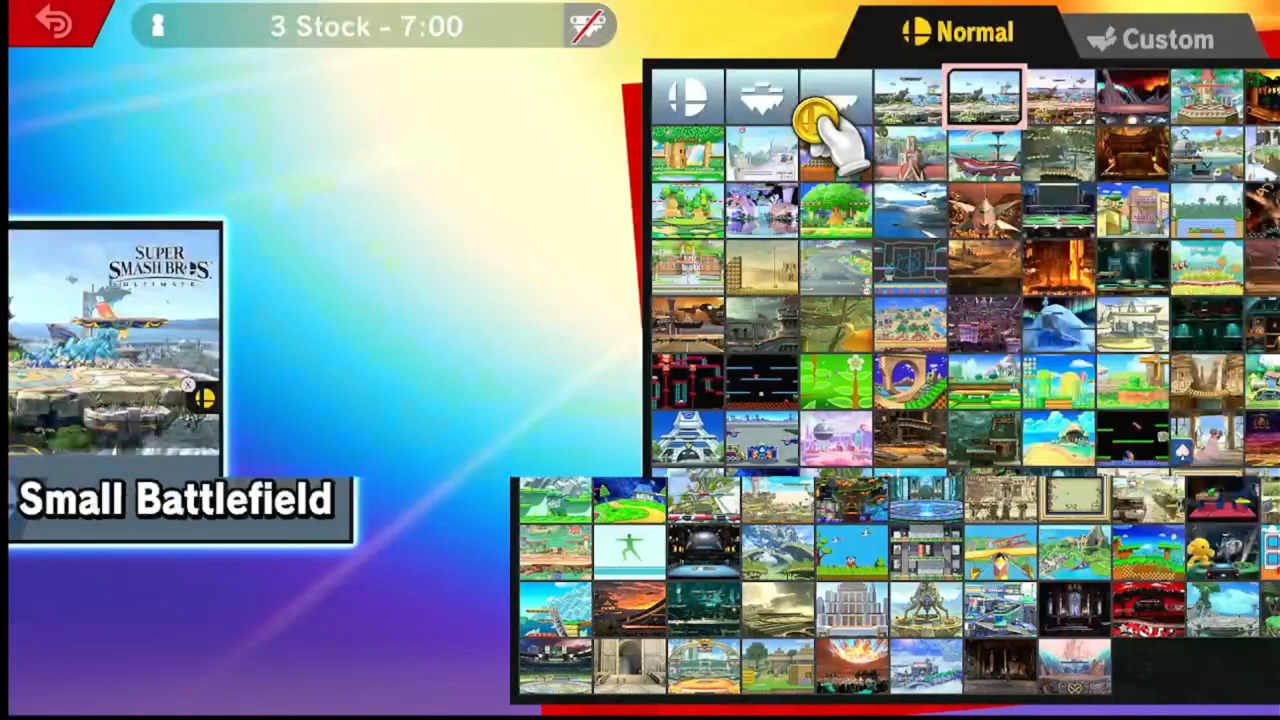 3 Stock - 7:00
Normal
Custom
SUPER
SMASH BROS.
ULTIMATE
X
Small Battlefield